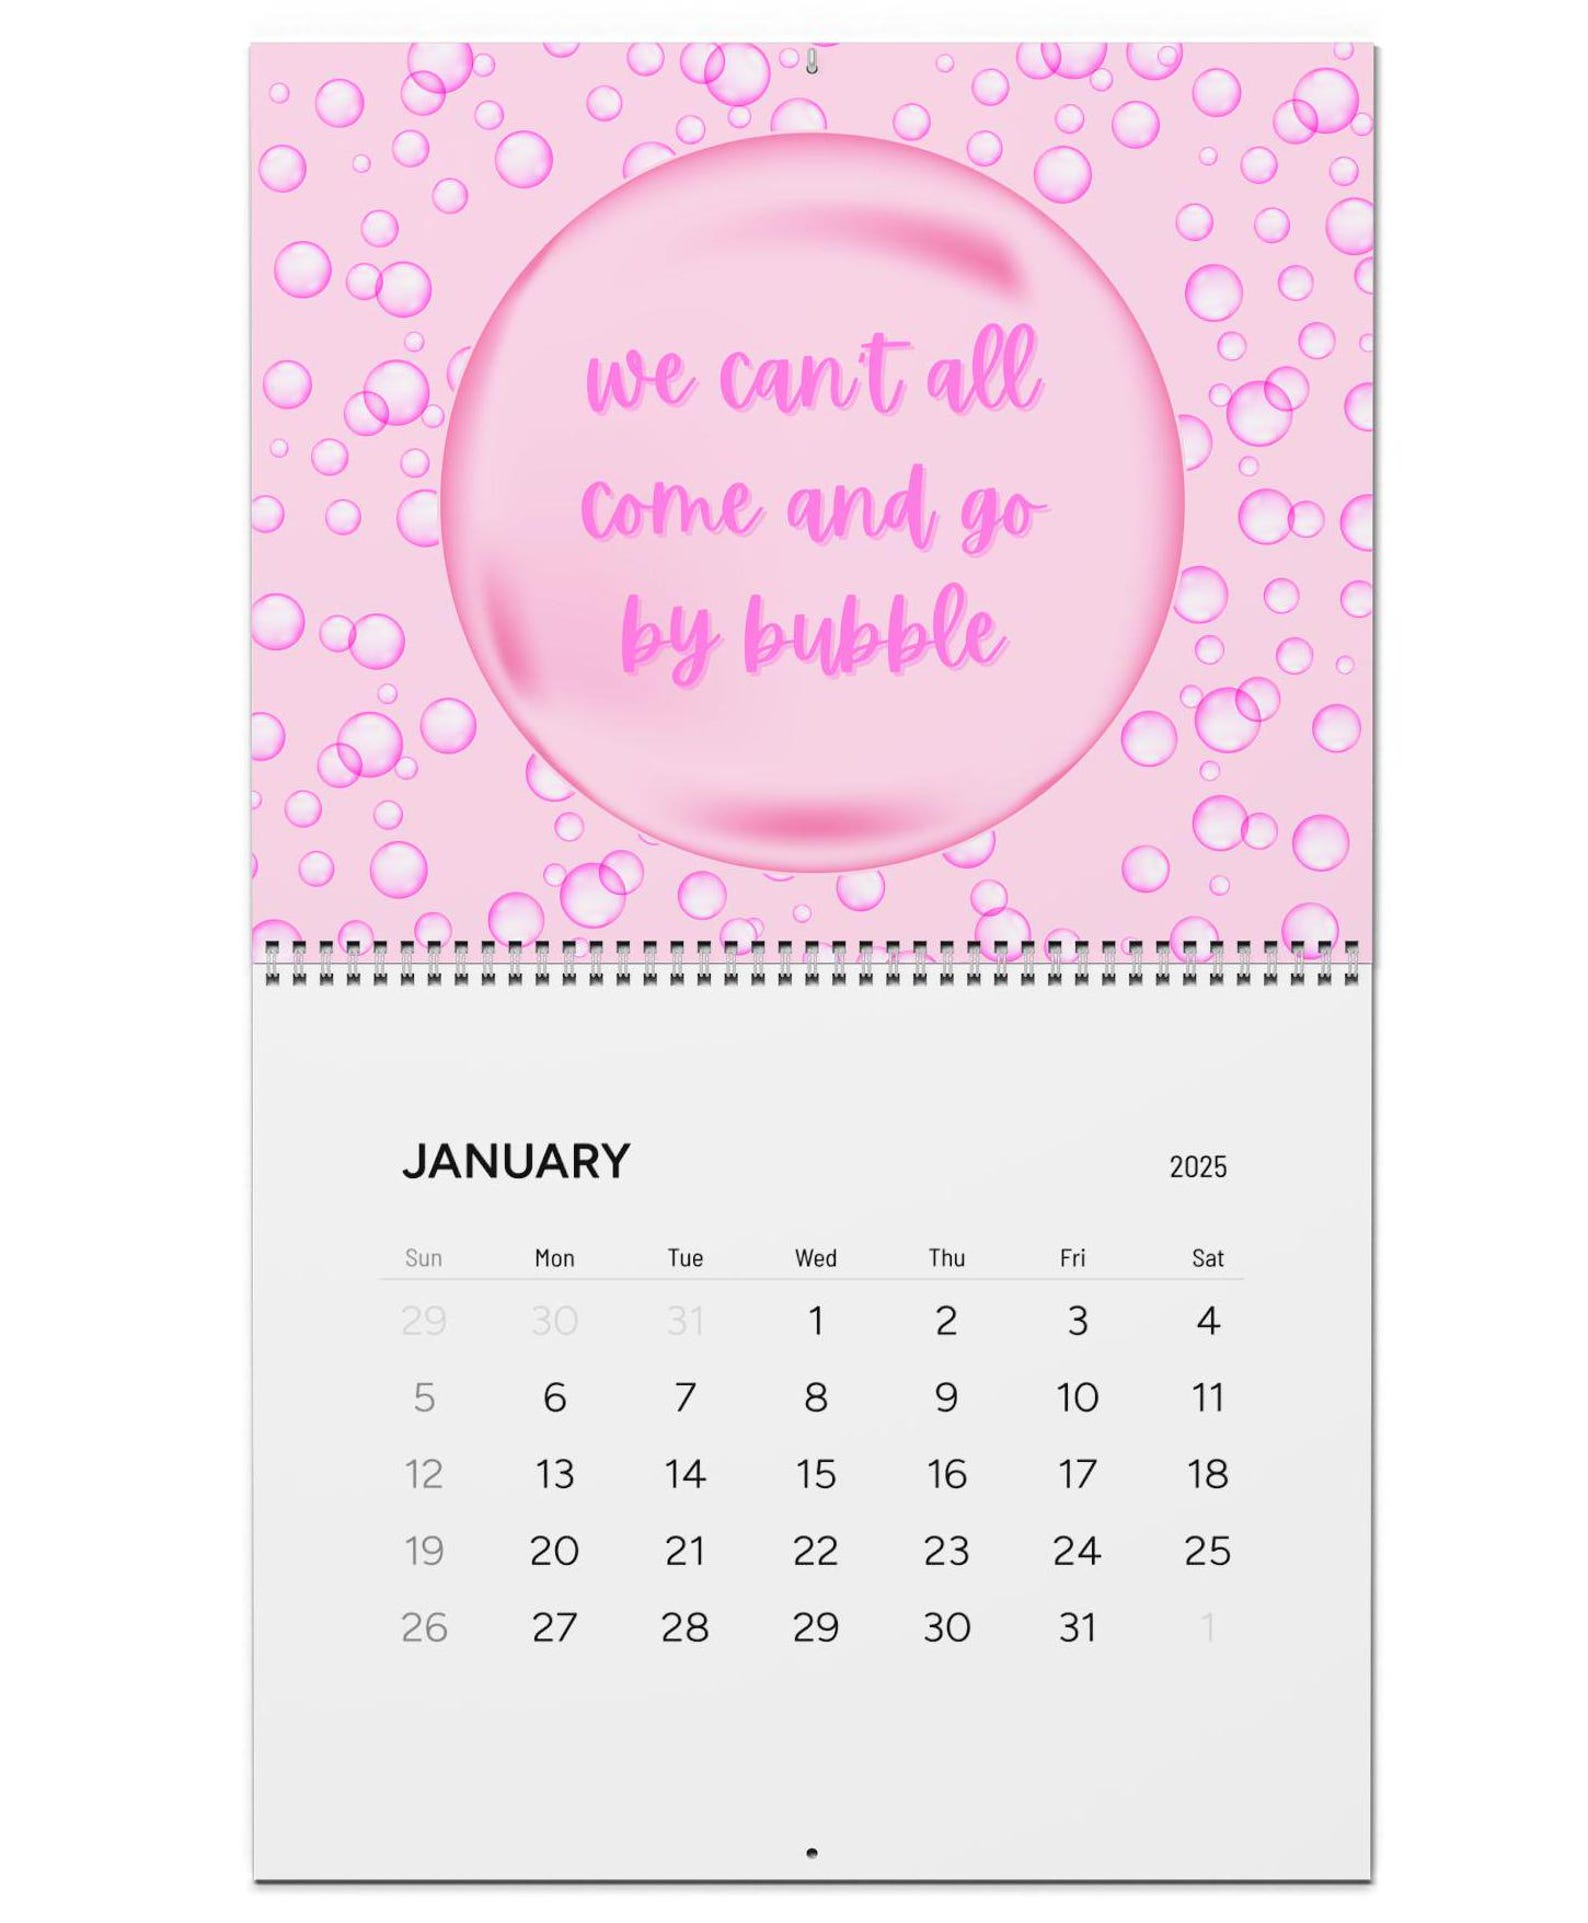 we can't all
come and go
by bubble
JANUARY 2025
Sun Mon Tue Wed Thu Fri Sat
29 30 31 1 2 3 4
5 6 7 8 9 10 11
12 13 14 15 16 17 18
19 20 21 22 23 24 25
26 27 28 29 30 31 1